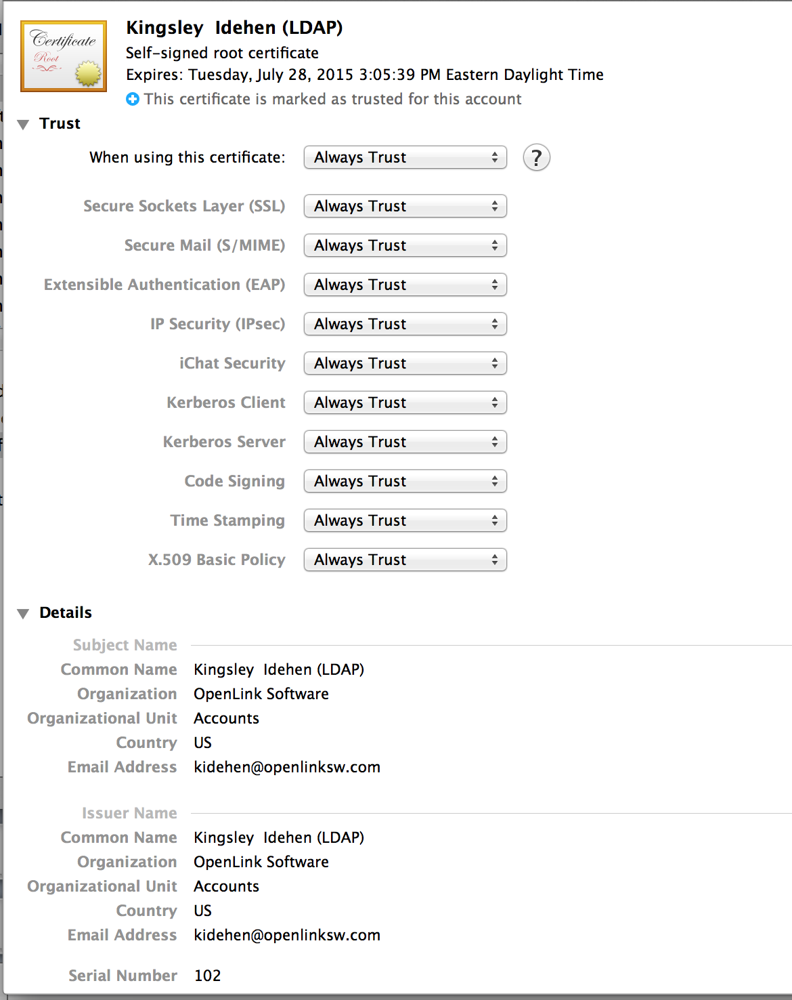 Certificate
Root
Kingsley Idehen (LDAP)
Self-signed root certificate
Expires: Tuesday, July 28, 2015 3:05:39 PM Eastern Daylight Time
This certificate is marked as trusted for this account
Trust
When using this certificate: Always Trust ?
Secure Sockets Layer (SSL) Always Trust
Secure Mail (S/MIME) Always Trust
Extensible Authentication (EAP) Always Trust
IP Security (IPsec) Always Trust
iChat Security Always Trust
Kerberos Client Always Trust
Kerberos Server Always Trust
Code Signing Always Trust
Time Stamping Always Trust
X.509 Basic Policy Always Trust
Details
Subject Name
Common Name Kingsley Idehen (LDAP)
Organization OpenLink Software
Organizational Unit Accounts
Country US
Email Address kidehen@openlinksw.com
Issuer Name
Common Name Kingsley Idehen (LDAP)
Organization OpenLink Software
Organizational Unit Accounts
Country US
Email Address kidehen@openlinksw.com
Serial Number 102